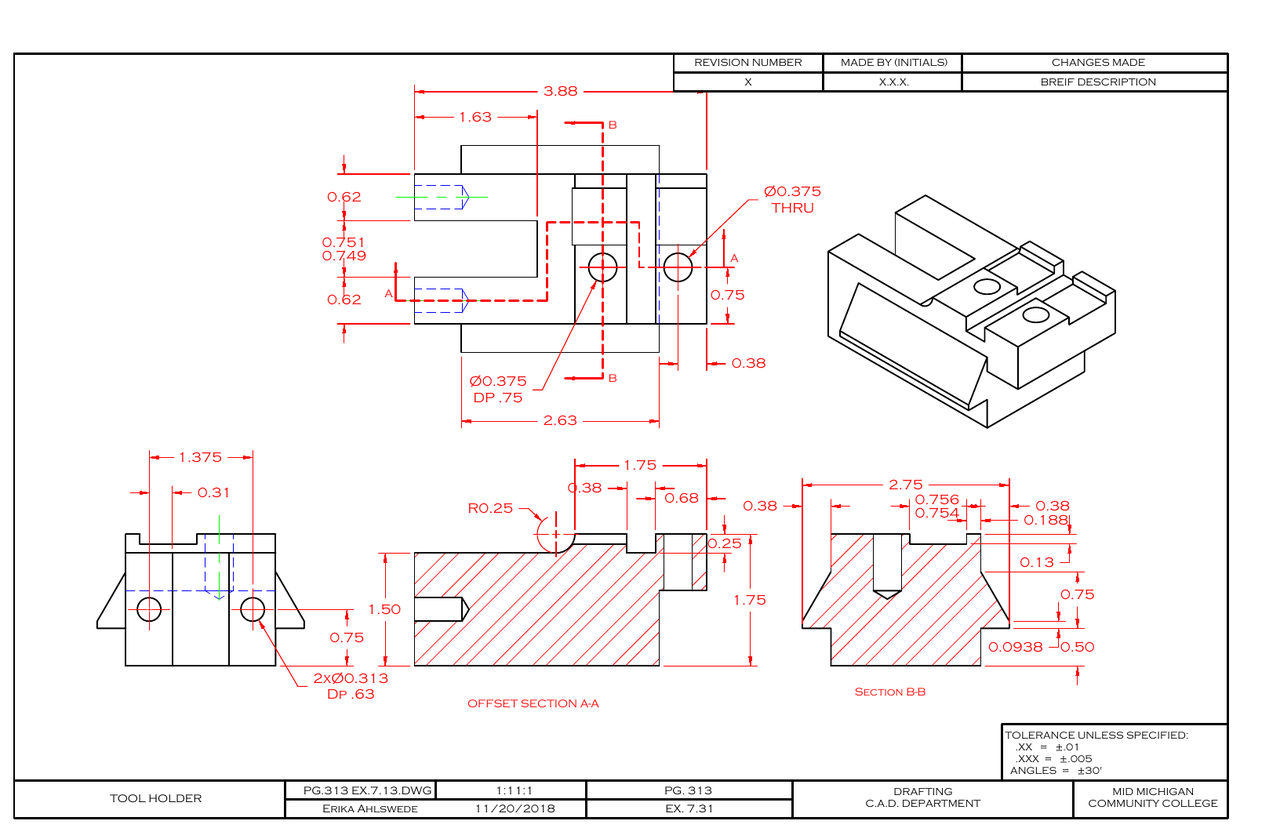 REVISION NUMBER
MADE BY (INITIALS)
CHANGES MADE
X
X.X.X.
BREIF DESCRIPTION
3.88
1.63
B
0.62
Ø0.375
THRU
0.751
0.749
A
0.75
A
0.62
0.38
B
Ø0.375
DP .75
2.63
1.375
0.31
0.75
2xØ0.313
DP .63
1.75
0.38
0.68
R0.25
0.25
1.50
1.75
OFFSET SECTION A-A
2.75
0.38
0.756
0.754
0.38
0.188
0.13
0.75
0.0938
0.50
SECTION B-B
TOLERANCE UNLESS SPECIFIED:
.XX = ±.01
.XXX = ±.005
ANGLES = ±30'
TOOL HOLDER
PG.313 EX.7.13.DWG
1:11:1
PG. 313
ERIKA AHLSWEDE
11/20/2018
EX. 7.31
DRAFTING
C.A.D. DEPARTMENT
MID MICHIGAN
COMMUNITY COLLEGE